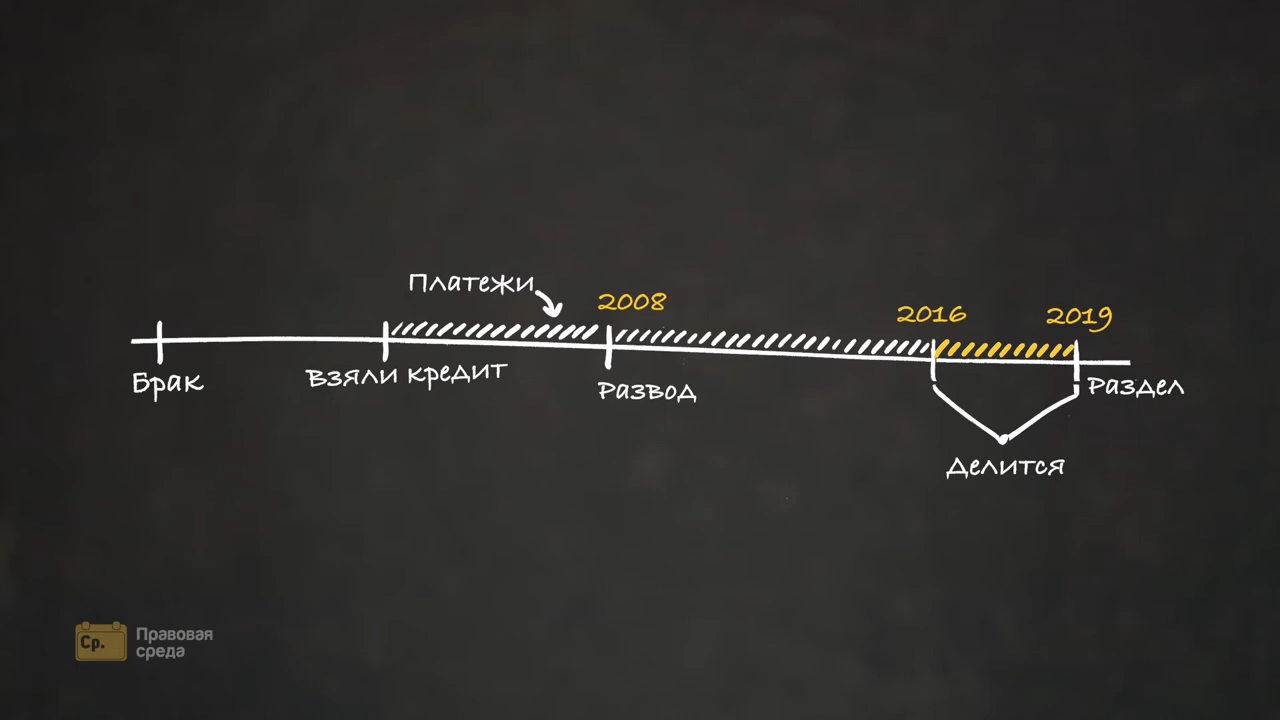 Платежи
2008
2016
2019
Брак
Взяли кредит
Развод
Раздел
Делится
Ср.
Правовая
среда